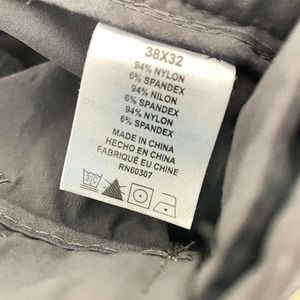 38X32
94% NYLON
6% SPANDEX
94% NILON
6% SPANDEX
94% NYLON
6% SPANDEX
MADE IN CHINA
HECHO EN CHINA
FABRIQUÉ EU CHINE
RN60307
30C